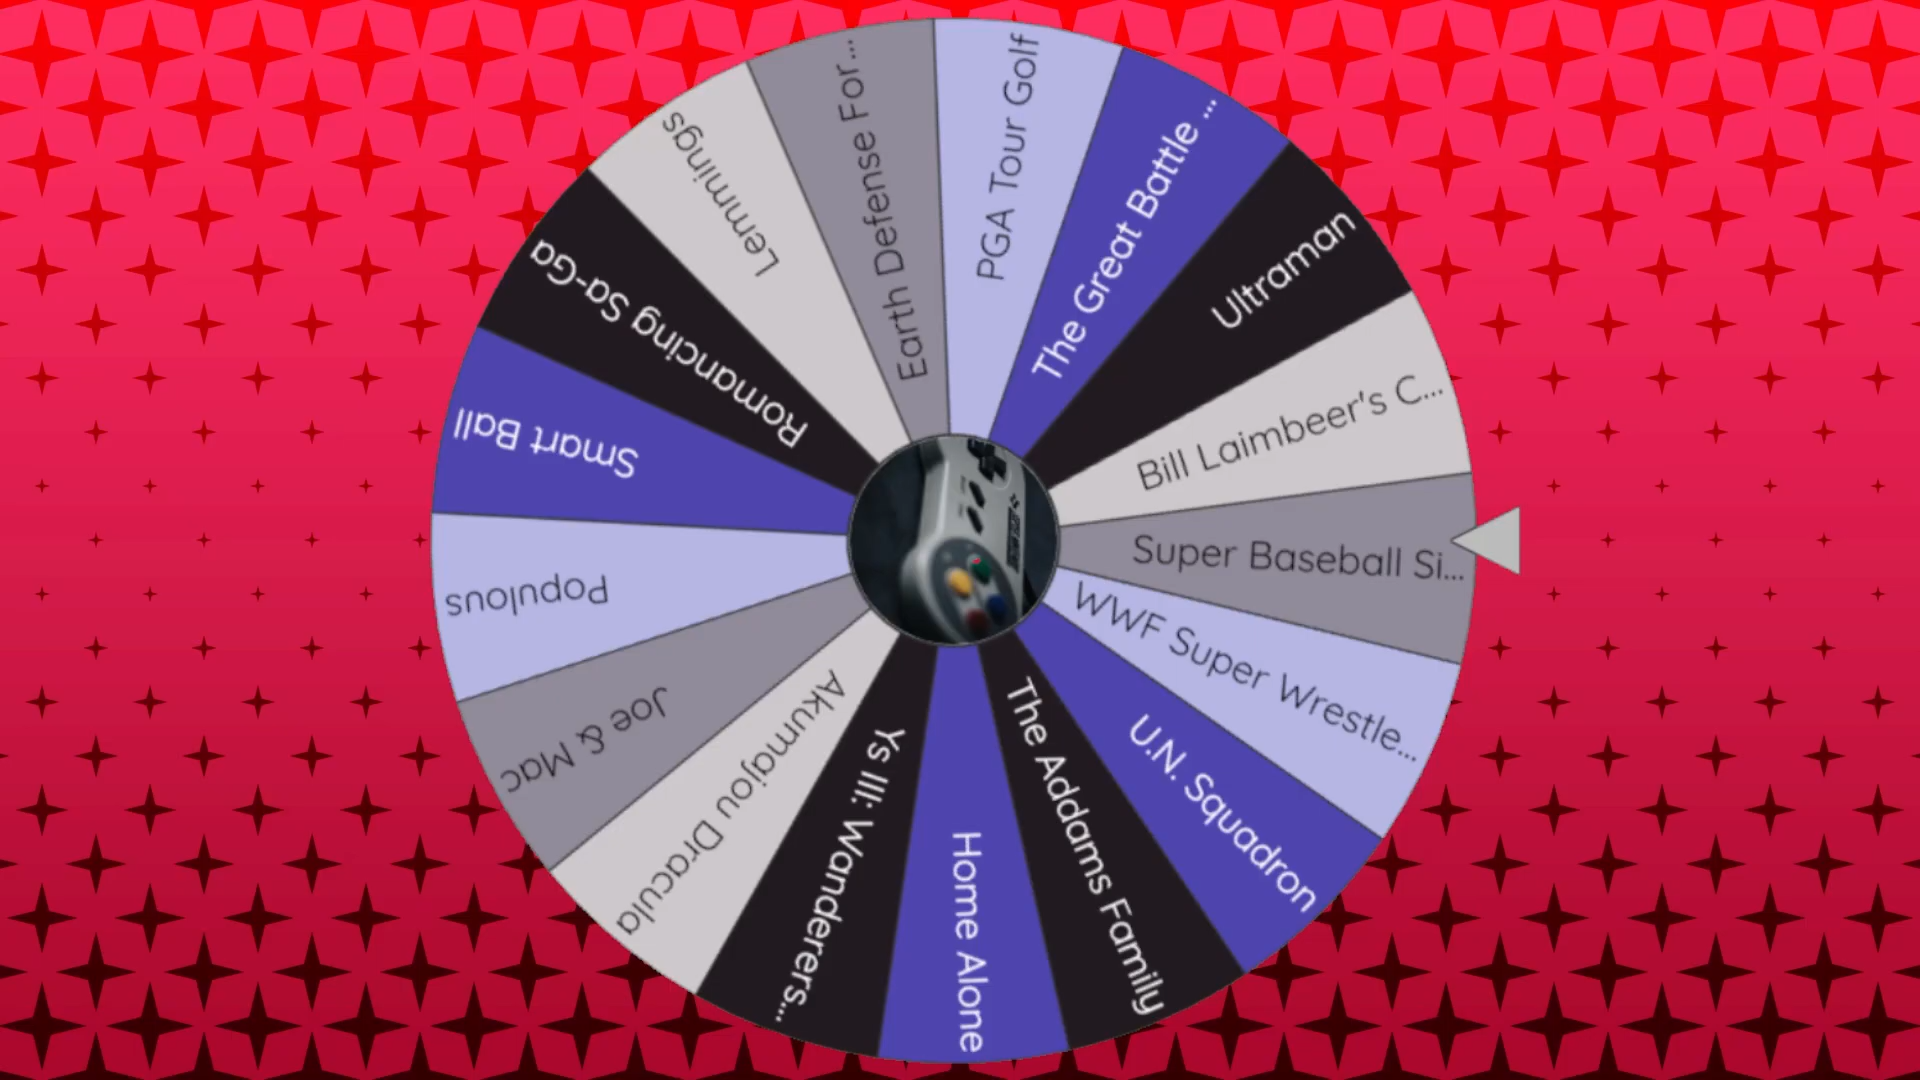 PGA Tour Golf
The Great Battle ...
Ultraman
Bill Laimbeer's C...
Super Baseball Si...
WWF Super Wrestle...
U.N. Squadron
The Addams Family
Home Alone
Ys III: Wanderers...
Akumajou Dracula
Joe & Mac
Populous
Smart Ball
Romancing Sa-Ga
Lemmings
Earth Defense For...